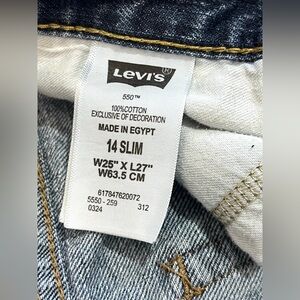 LEVI'S
550™
100%COTTON
EXCLUSIVE OF DECORATION
MADE IN EGYPT
14 SLIM
W25" X L27"
W63.5 CM
617847620072
5550 - 259 312
0324